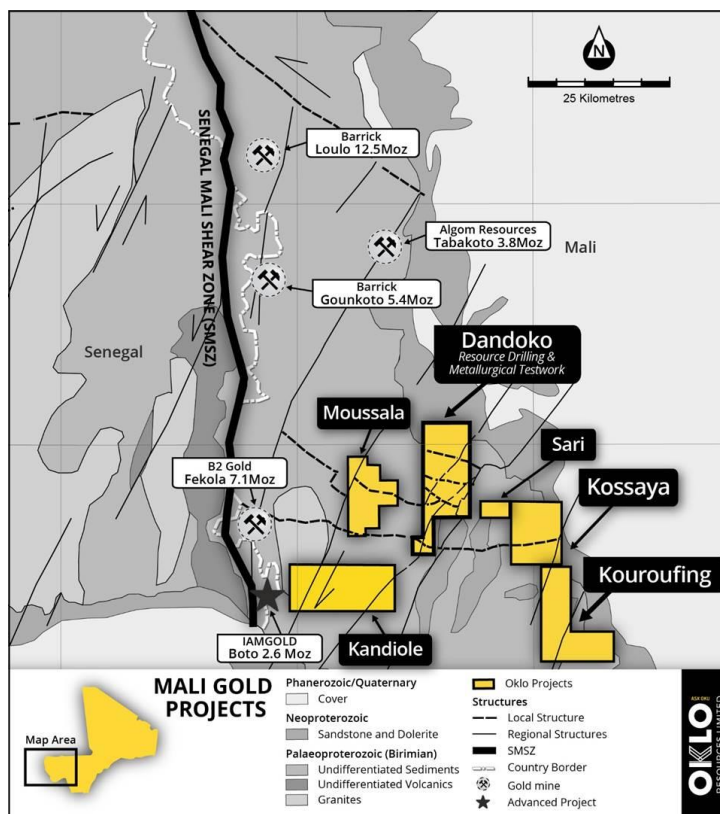 N
25 Kilometres
SENEGAL MALI SHEAR ZONE (SMSZ)
Barrick
Loulo 12.5Moz
Algom Resources
Tabakoto 3.8Moz
Mali
Barrick
Gounkoto 5.4Moz
Senegal
Dandoko
Resource Drilling &
Metallurgical Testwork
Moussala
Sari
B2 Gold
Fekola 7.1Moz
Kossaya
Kouroufing
IAMGOLD
Boto 2.6 Moz
Kandiole
MALI GOLD
PROJECTS
Map Area
Phanerozoic/Quaternary
Cover
Neoproterozoic
Sandstone and Dolerite
Palaeoproterozoic (Birimian)
Undifferentiated Sediments
Undifferentiated Volcanics
Granites
Oklo Projects
Structures
Local Structure
Regional Structures
SMSZ
Country Border
Gold mine
Advanced Project
ASX:OKU
OKLO
RESOURCES LIMITED